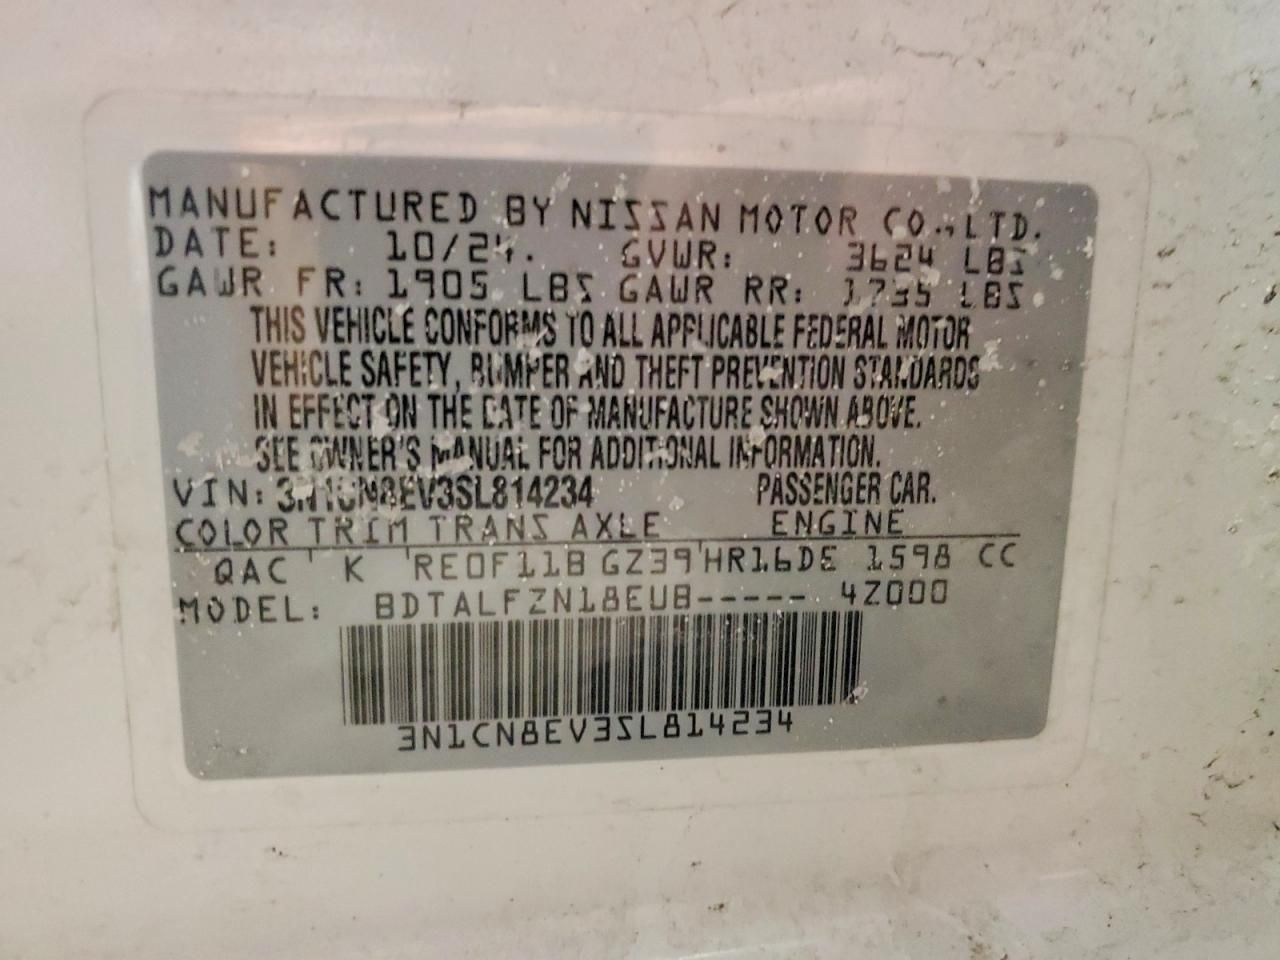 MANUFACTURED BY NISSAN MOTOR CO., LTD.
DATE: 10/24. GVWR: 3624 LBS
GAWR FR: 1905 LBS GAWR RR: 1735 LBS
THIS VEHICLE CONFORMS TO ALL APPLICABLE FEDERAL MOTOR
VEHICLE SAFETY, BUMPER AND THEFT PREVENTION STANDARDS
IN EFFECT ON THE DATE OF MANUFACTURE SHOWN ABOVE.
SEE OWNER'S MANUAL FOR ADDITIONAL INFORMATION.
VIN: 3N1CN8EV3SL814234 PASSENGER CAR.
COLOR TRIM TRANS AXLE ENGINE
QAC ' K ' RE0F11B GZ39 ' HR16DE 1598 CC
MODEL: BDTALFZN18EUB----- 4Z000
3N1CN8EV3SL814234